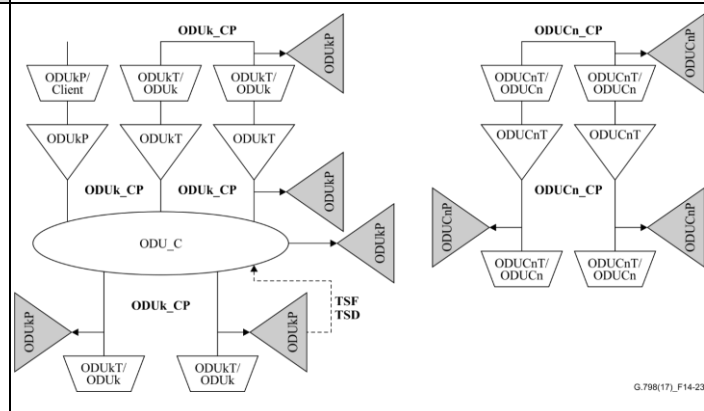 ODUk_CP
ODUCn_CP
ODUkP/
Client
ODUkT/
ODUk
ODUkT/
ODUk
ODUkP
ODUCnT/
ODUCn
ODUCnT/
ODUCn
ODUCnP
ODUkP
ODUkT
ODUkT
ODUCnT
ODUCnT
ODUk_CP
ODUk_CP
ODUkP
ODUCn_CP
ODUCnP
ODUCnP
ODU_C
ODUkP
ODUCnT/
ODUCn
ODUCnT/
ODUCn
ODUk_CP
TSF
TSD
ODUkP
ODUkP
ODUkT/
ODUk
ODUkT/
ODUk
G.798(17)_F14-23